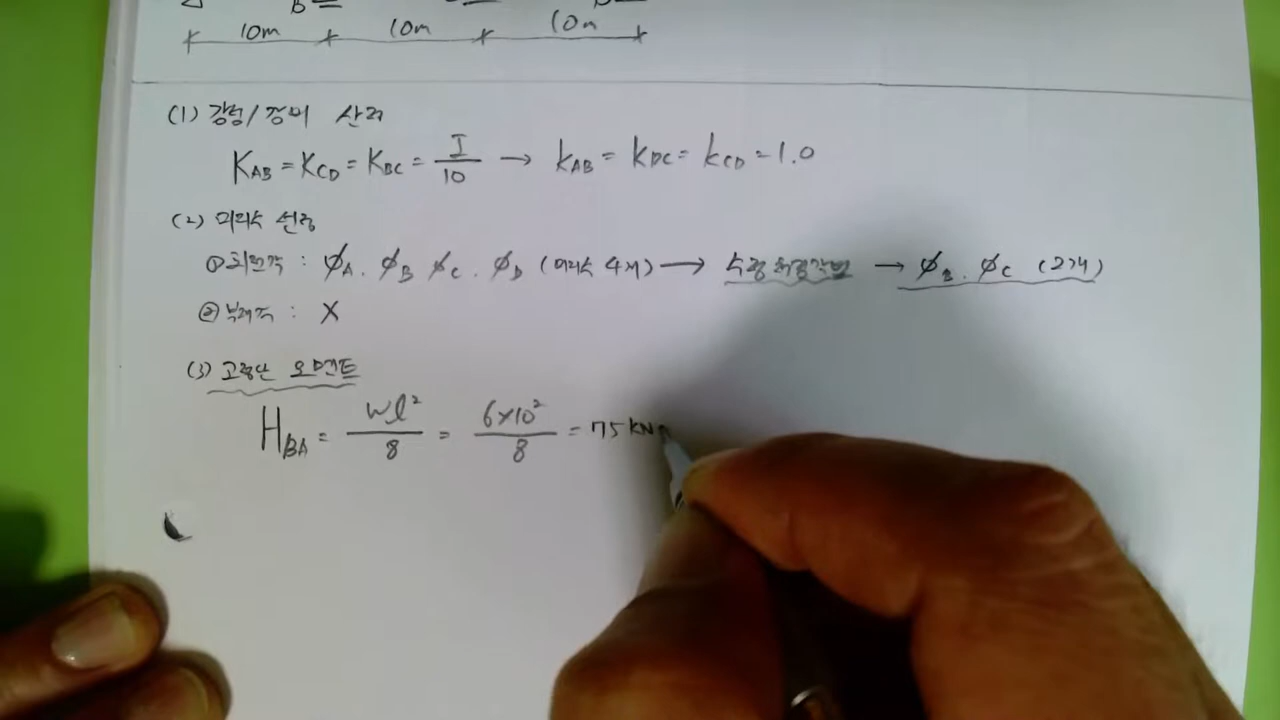 B
10m 10m 10m
(1) 강성/강비 산정
K_AB = K_CD = K_BC = I/10 → k_AB = k_BC = k_CD = 1.0
(2) 미지수 선정
① 회전각 : ϕ_A . ϕ_B ϕ_C . ϕ_D (미지수 4개) → 수정 처짐각법 → ϕ_B . ϕ_C (2개)
② 부재각 : X
(3) 고정단 모멘트
H_BA = wl²/8 = 6×10²/8 = 75 kN